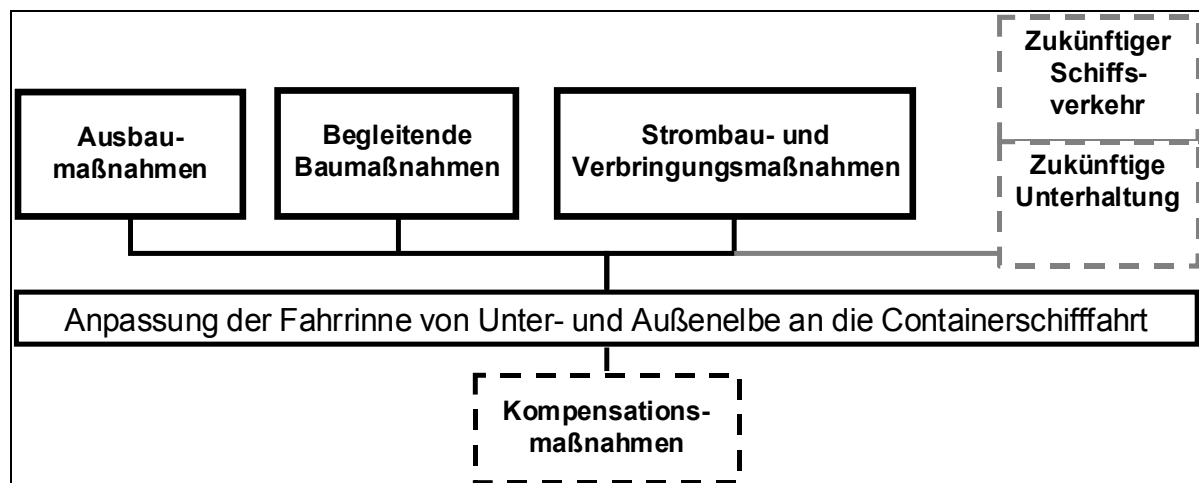 Ausbau-
maßnahmen
Begleitende
Baumaßnahmen
Strombau- und
Verbringungsmaßnahmen
Zukünftiger
Schiffs-
verkehr
Zukünftige
Unterhaltung
Anpassung der Fahrrinne von Unter- und Außenelbe an die Containerschifffahrt
Kompensations-
maßnahmen